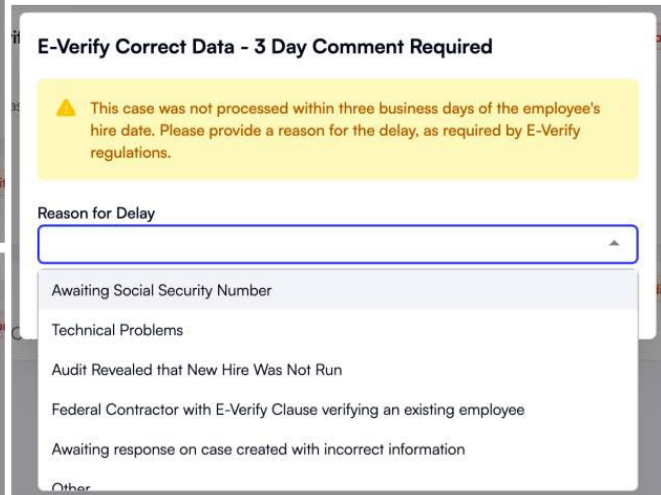 E-Verify Correct Data - 3 Day Comment Required
This case was not processed within three business days of the employee's
hire date. Please provide a reason for the delay, as required by E-Verify
regulations.
Reason for Delay
Awaiting Social Security Number
Technical Problems
Audit Revealed that New Hire Was Not Run
Federal Contractor with E-Verify Clause verifying an existing employee
Awaiting response on case created with incorrect information
Other